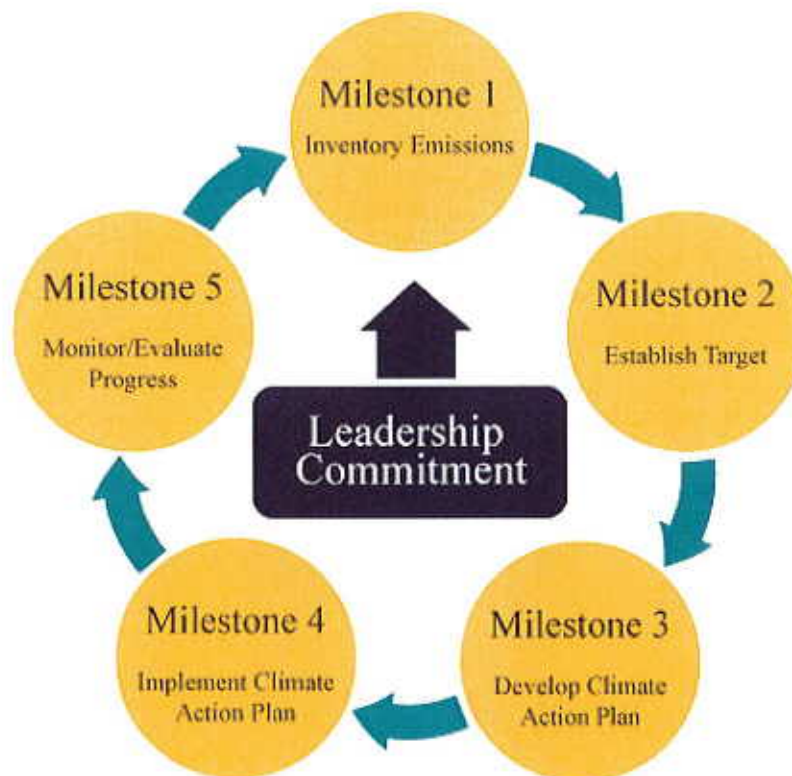 Milestone 1
Inventory Emissions
Milestone 2
Establish Target
Milestone 3
Develop Climate
Action Plan
Milestone 4
Implement Climate
Action Plan
Milestone 5
Monitor/Evaluate
Progress
Leadership
Commitment